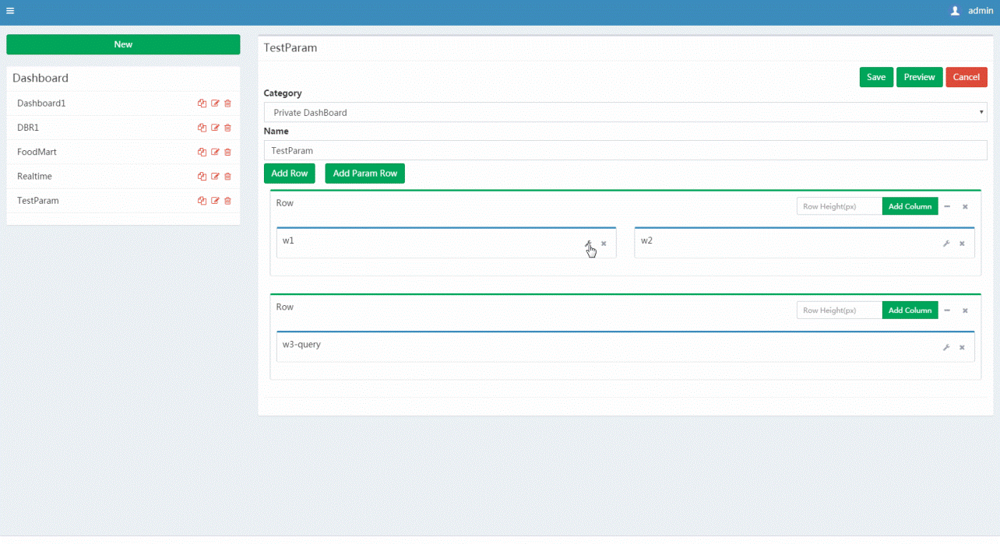 admin
New
Dashboard
Dashboard1
DBR1
FoodMart
Realtime
TestParam
TestParam
Save Preview Cancel
Category
Private DashBoard
Name
TestParam
Add Row Add Param Row
Row Row Height(px) Add Column
w1 w2
Row Row Height(px) Add Column
w3-query